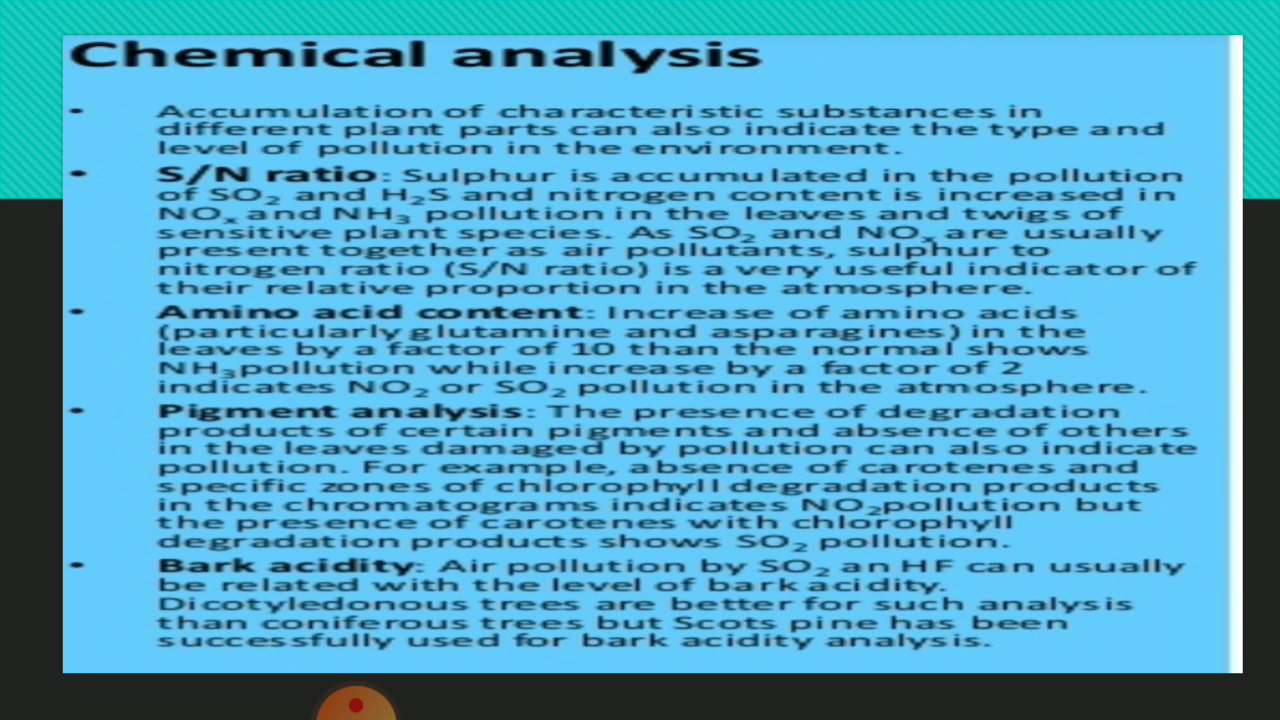 Chemical analysis
• Accumulation of characteristic substances in
different plant parts can also indicate the type and
level of pollution in the environment.
• S/N ratio: Sulphur is accumulated in the pollution
of SO₂ and H₂S and nitrogen content is increased in
NOₓ and NH₃ pollution in the leaves and twigs of
sensitive plant species. As SO₂ and NOₓ are usually
present together as air pollutants, sulphur to
nitrogen ratio (S/N ratio) is a very useful indicator of
their relative proportion in the atmosphere.
• Amino acid content: Increase of amino acids
(particularly glutamine and asparagines) in the
leaves by a factor of 10 than the normal shows
NH₃pollution while increase by a factor of 2
indicates NO₂ or SO₂ pollution in the atmosphere.
• Pigment analysis: The presence of degradation
products of certain pigments and absence of others
in the leaves damaged by pollution can also indicate
pollution. For example, absence of carotenes and
specific zones of chlorophyll degradation products
in the chromatograms indicates NO₂pollution but
the presence of carotenes with chlorophyll
degradation products shows SO₂ pollution.
• Bark acidity: Air pollution by SO₂ an HF can usually
be related with the level of bark acidity.
Dicotyledonous trees are better for such analysis
than coniferous trees but Scots pine has been
successfully used for bark acidity analysis.